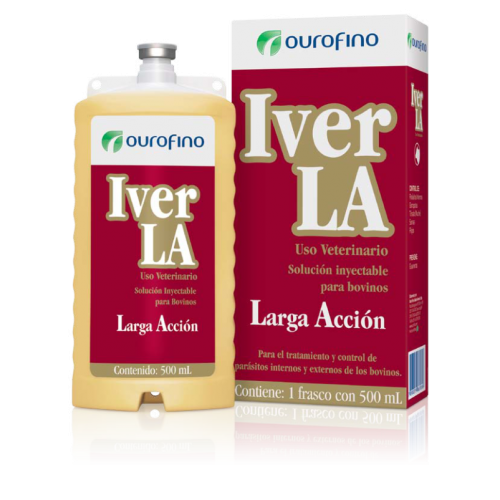 ourofino
Iver
LA
Uso Veterinario
Solución Inyectable
para Bovinos
Larga Acción
Contenido: 500 mL
ourofino
Iver
LA
Uso Veterinario
Solución inyectable
para bovinos
Larga Acción
Para el tratamiento y control de
parásitos internos y externos de los bovinos.
Contiene: 1 frasco con 500 mL
Iver
LA